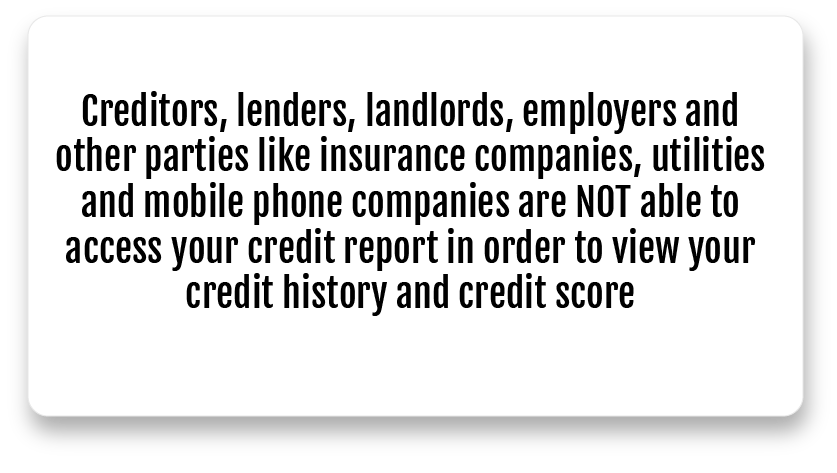 Creditors, lenders, landlords, employers and
other parties like insurance companies, utilities
and mobile phone companies are NOT able to
access your credit report in order to view your
credit history and credit score